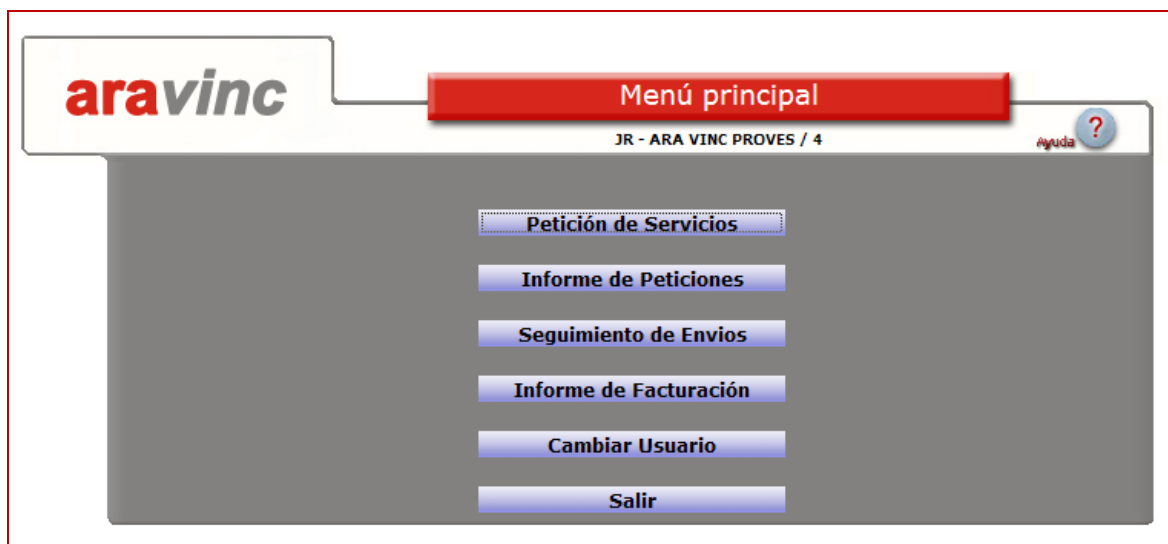 aravinc
Menú principal
JR - ARA VINC PROVES / 4
Ayuda ?
Petición de Servicios
Informe de Peticiones
Seguimiento de Envios
Informe de Facturación
Cambiar Usuario
Salir